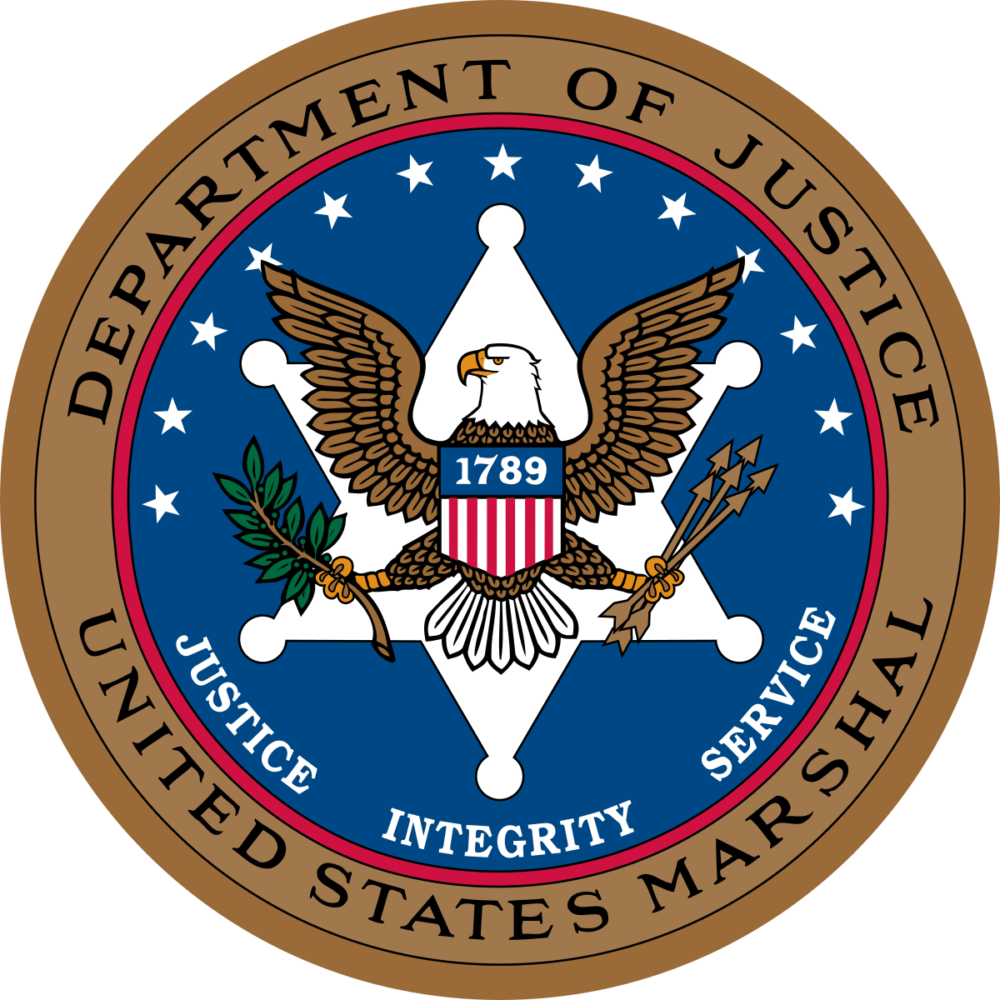 DEPARTMENT OF JUSTICE
1789
JUSTICE
INTEGRITY
SERVICE
UNITED STATES MARSHAL